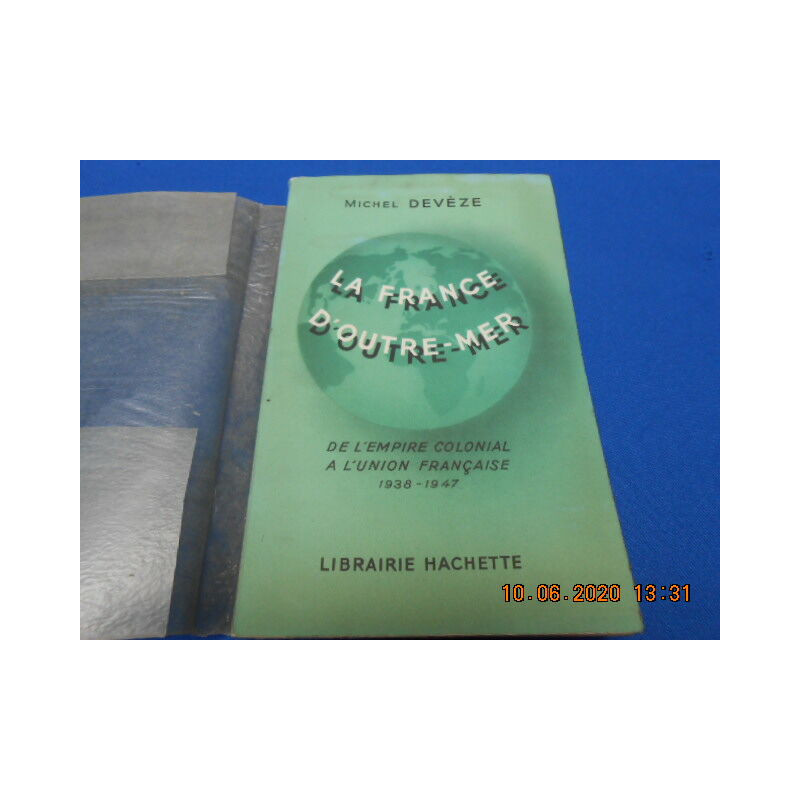 MICHEL DEVÈZE
LA FRANCE
D'OUTRE-MER
DE L'EMPIRE COLONIAL
A L'UNION FRANÇAISE
1938-1947
LIBRAIRIE HACHETTE
10.06.2020 13:31